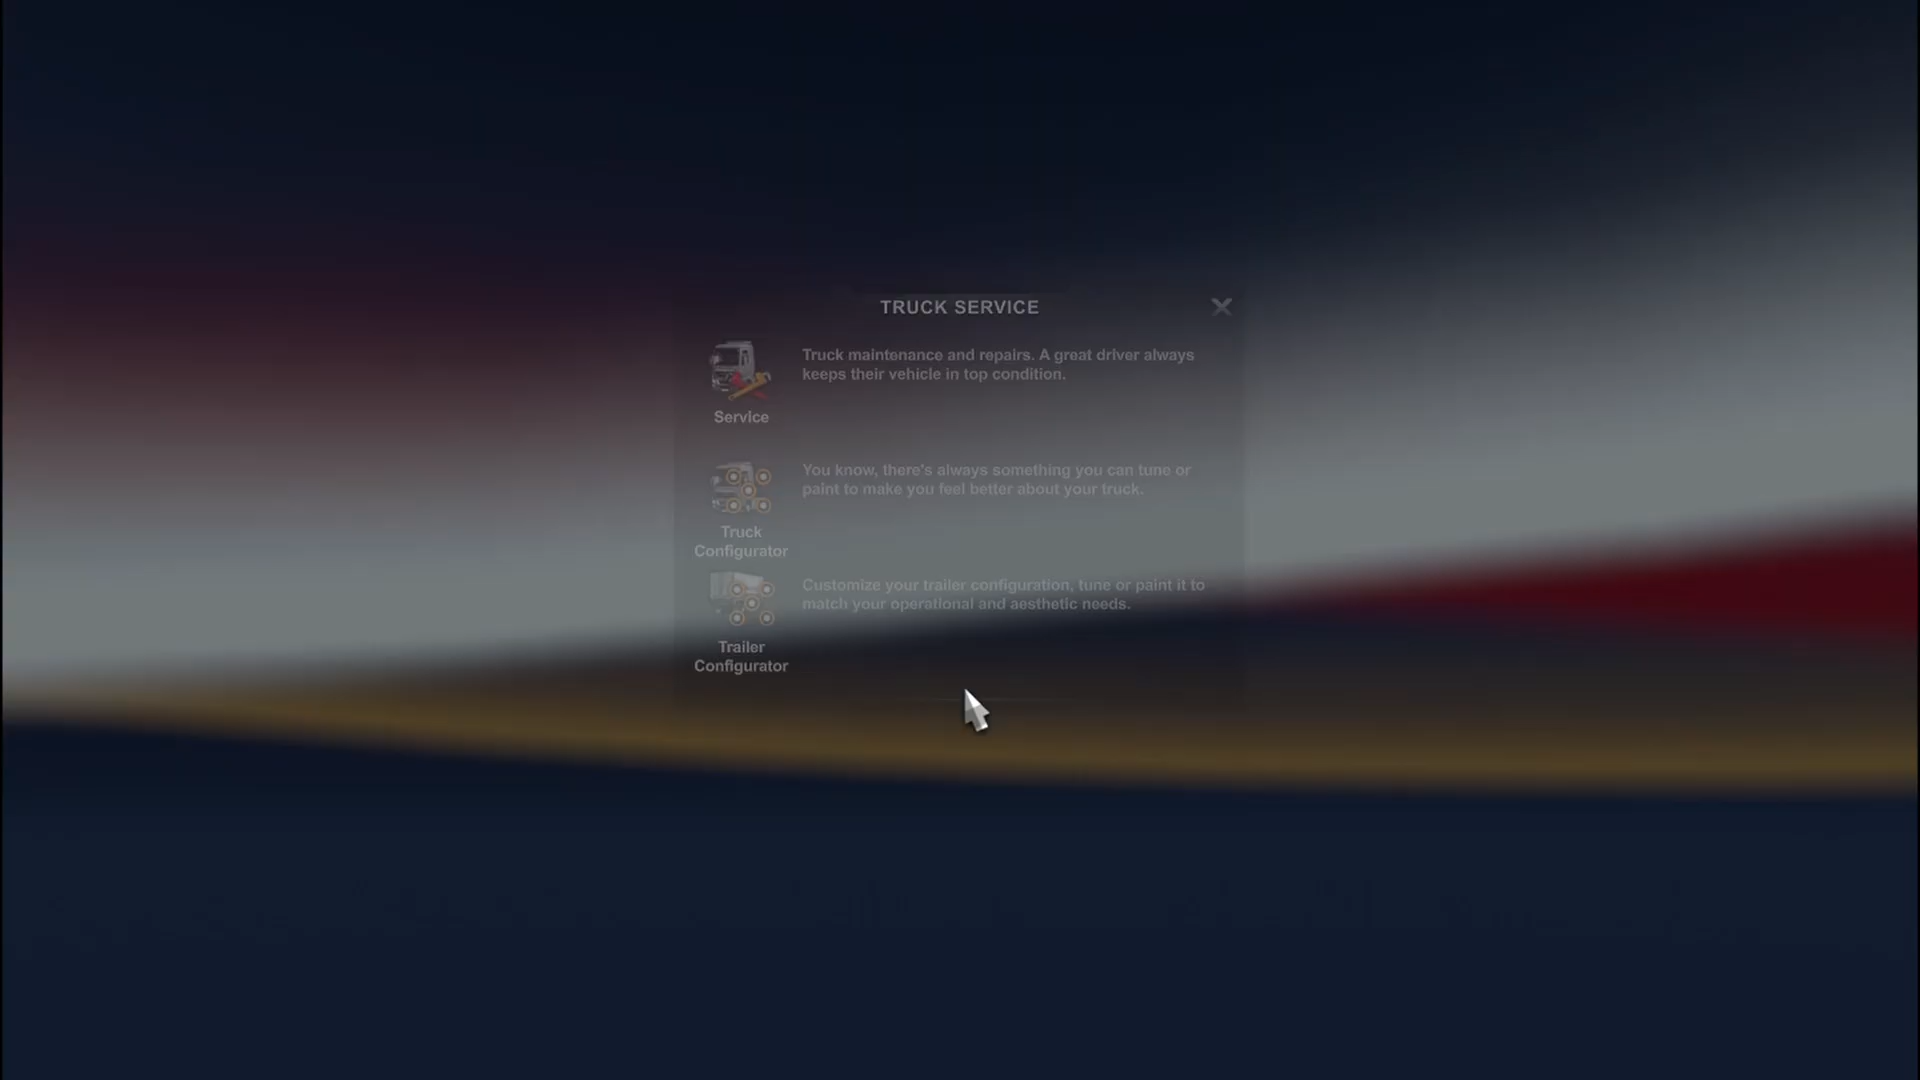 TRUCK SERVICE
Truck maintenance and repairs. A great driver always
keeps their vehicle in top condition.
Service
You know, there's always something you can tune or
paint to make you feel better about your truck.
Truck
Configurator
Customize your trailer configuration, tune or paint it to
match your operational and aesthetic needs.
Trailer
Configurator